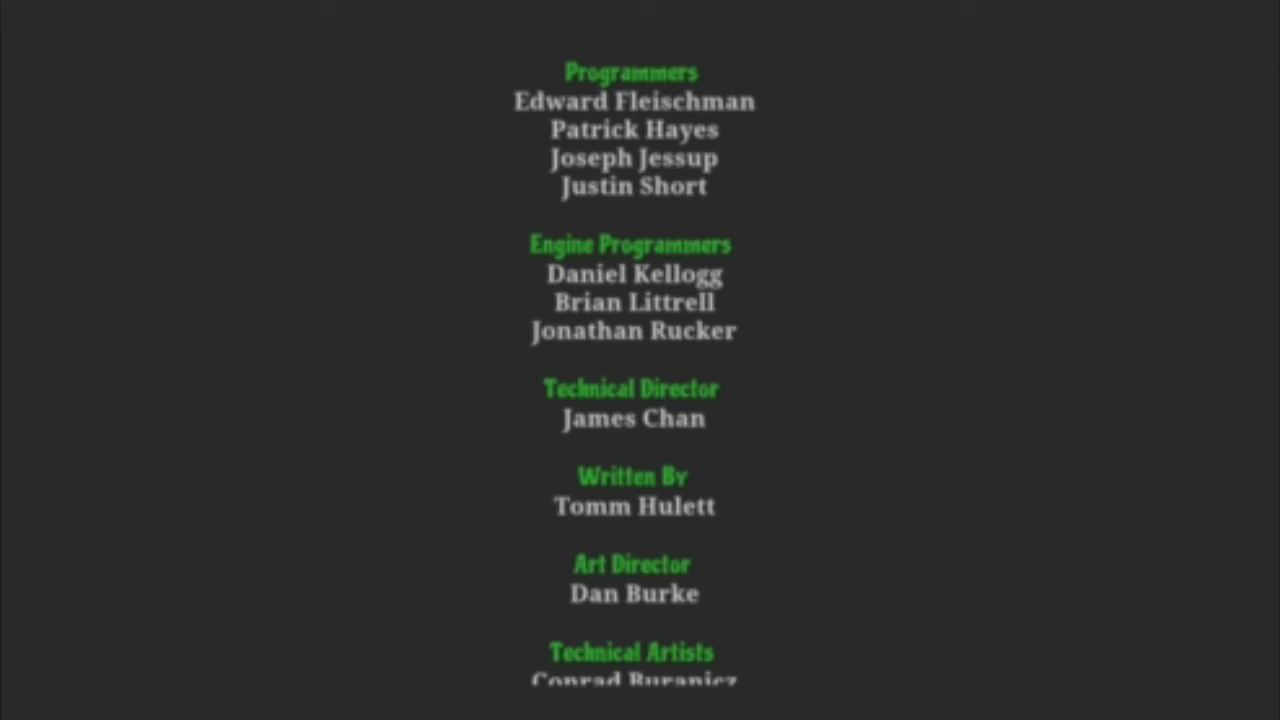 Programmers
Edward Fleischman
Patrick Hayes
Joseph Jessup
Justin Short
Engine Programmers
Daniel Kellogg
Brian Littrell
Jonathan Rucker
Technical Director
James Chan
Written By
Tomm Hulett
Art Director
Dan Burke
Technical Artists
Conrad